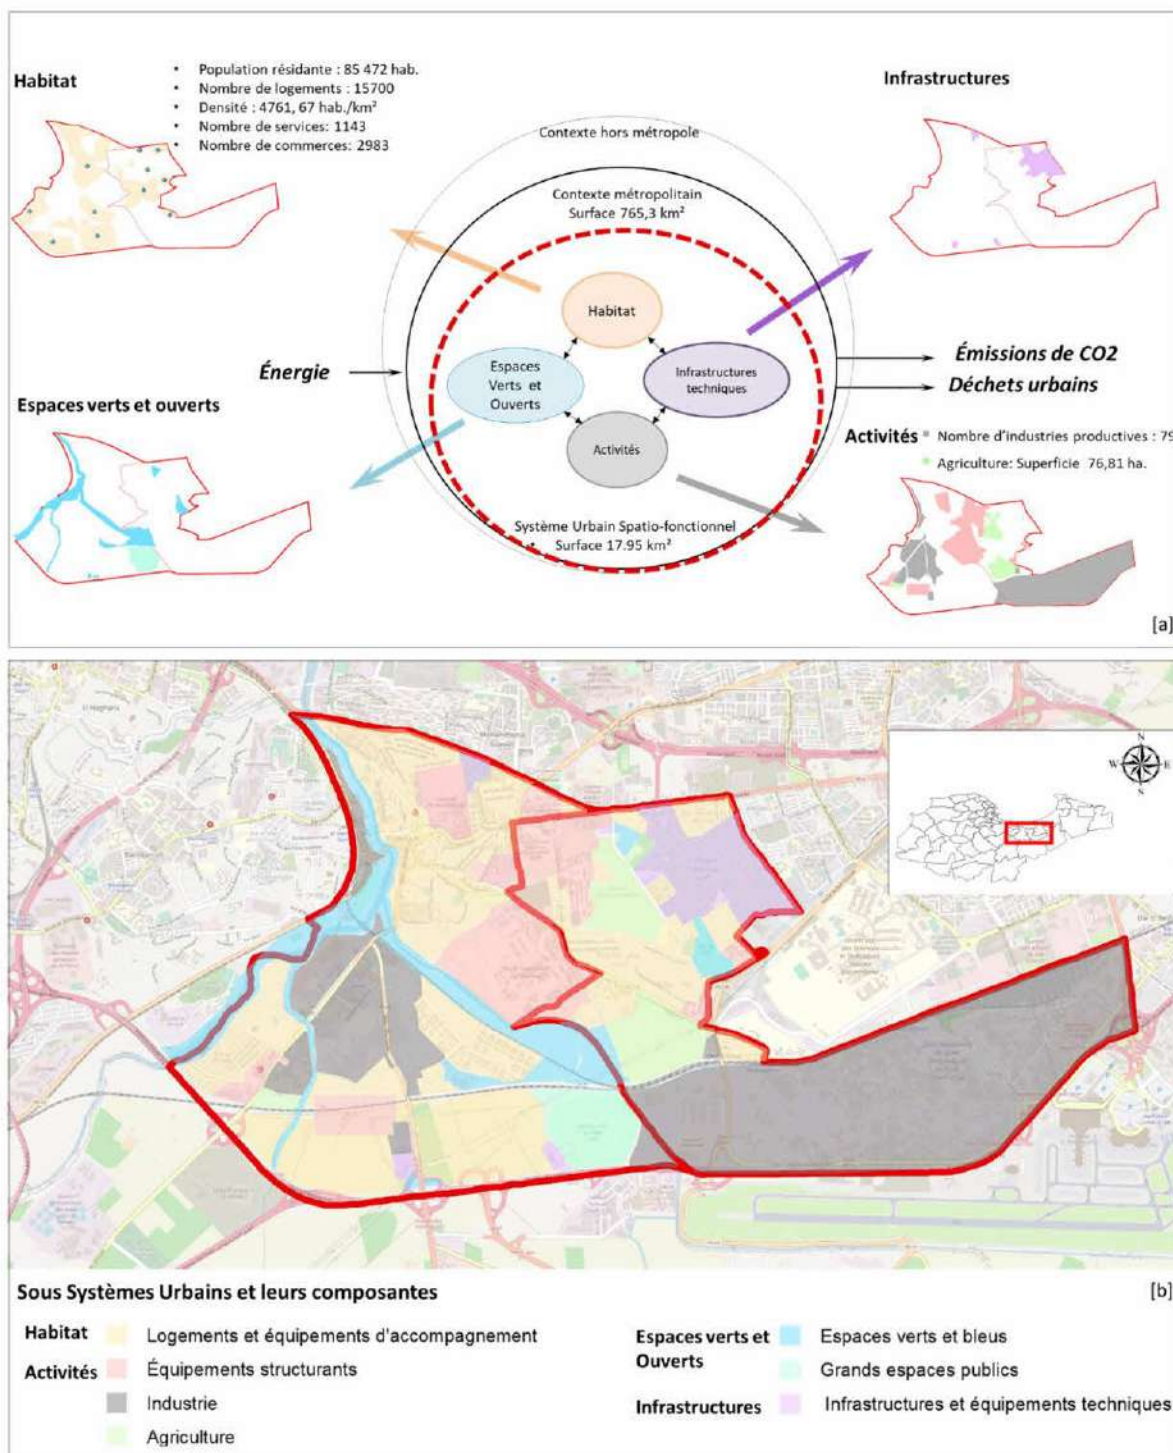 Habitat
• Population résidante : 85 472 hab.
• Nombre de logements : 15700
• Densité : 4761, 67 hab./km²
• Nombre de services: 1143
• Nombre de commerces: 2983
Infrastructures
Contexte hors métropole
Contexte métropolitain
Surface 765,3 km²
Habitat
Énergie
Espaces
Verts et
Ouverts
Infrastructures
techniques
Activités
Émissions de CO2
Déchets urbains
Espaces verts et ouverts
Activités
• Nombre d'industries productives : 79
• Agriculture: Superficie 76,81 ha.
Système Urbain Spatio-fonctionnel
Surface 17.95 km²
[a]
N
W
E
S
[b]
Sous Systèmes Urbains et leurs composantes
Habitat
Logements et équipements d'accompagnement
Activités
Équipements structurants
Industrie
Agriculture
Espaces verts et
Ouverts
Espaces verts et bleus
Grands espaces publics
Infrastructures
Infrastructures et équipements techniques